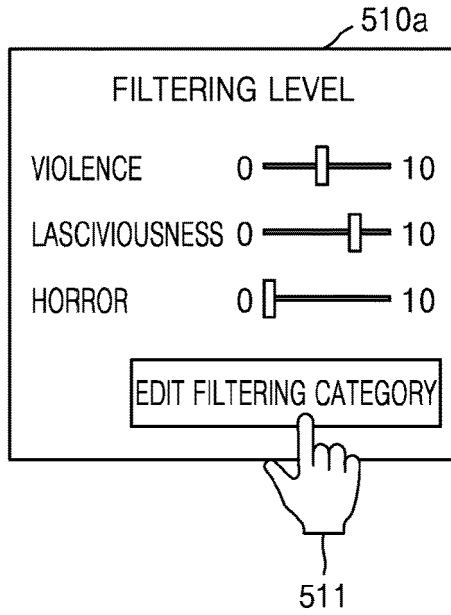 510a
FILTERING LEVEL
VIOLENCE 0 10
LASCIVIOUSNESS 0 10
HORROR 0 10
EDIT FILTERING CATEGORY
511